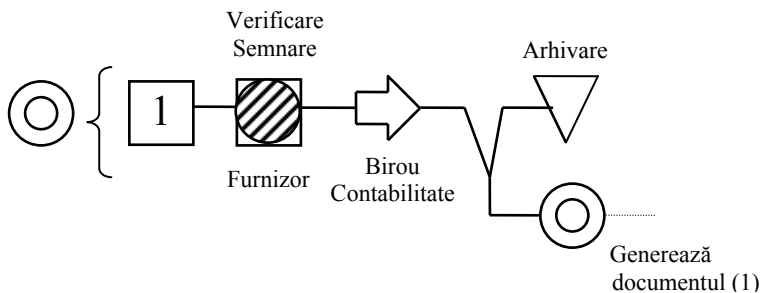 Verificare
Semnare
Arhivare
1
Furnizor
Birou
Contabilitate
Generează
documentul (1)